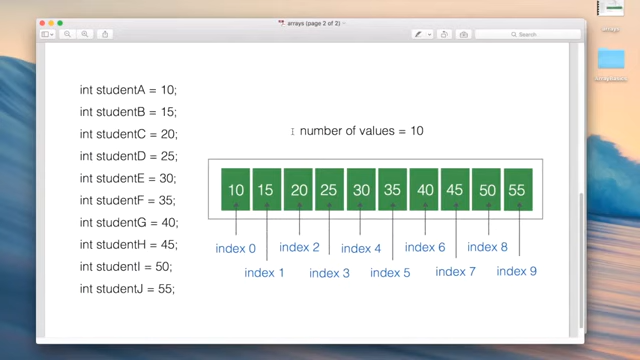 arrays (page 2 of 2)
Search
arrays
int studentA = 10;
int studentB = 15;
int studentC = 20;
int studentD = 25;
int studentE = 30;
int studentF = 35;
int studentG = 40;
int studentH = 45;
int studentI = 50;
int studentJ = 55;
number of values = 10
10 15 20 25 30 35 40 45 50 55
index 0 index 2 index 4 index 6 index 8
index 1 index 3 index 5 index 7 index 9